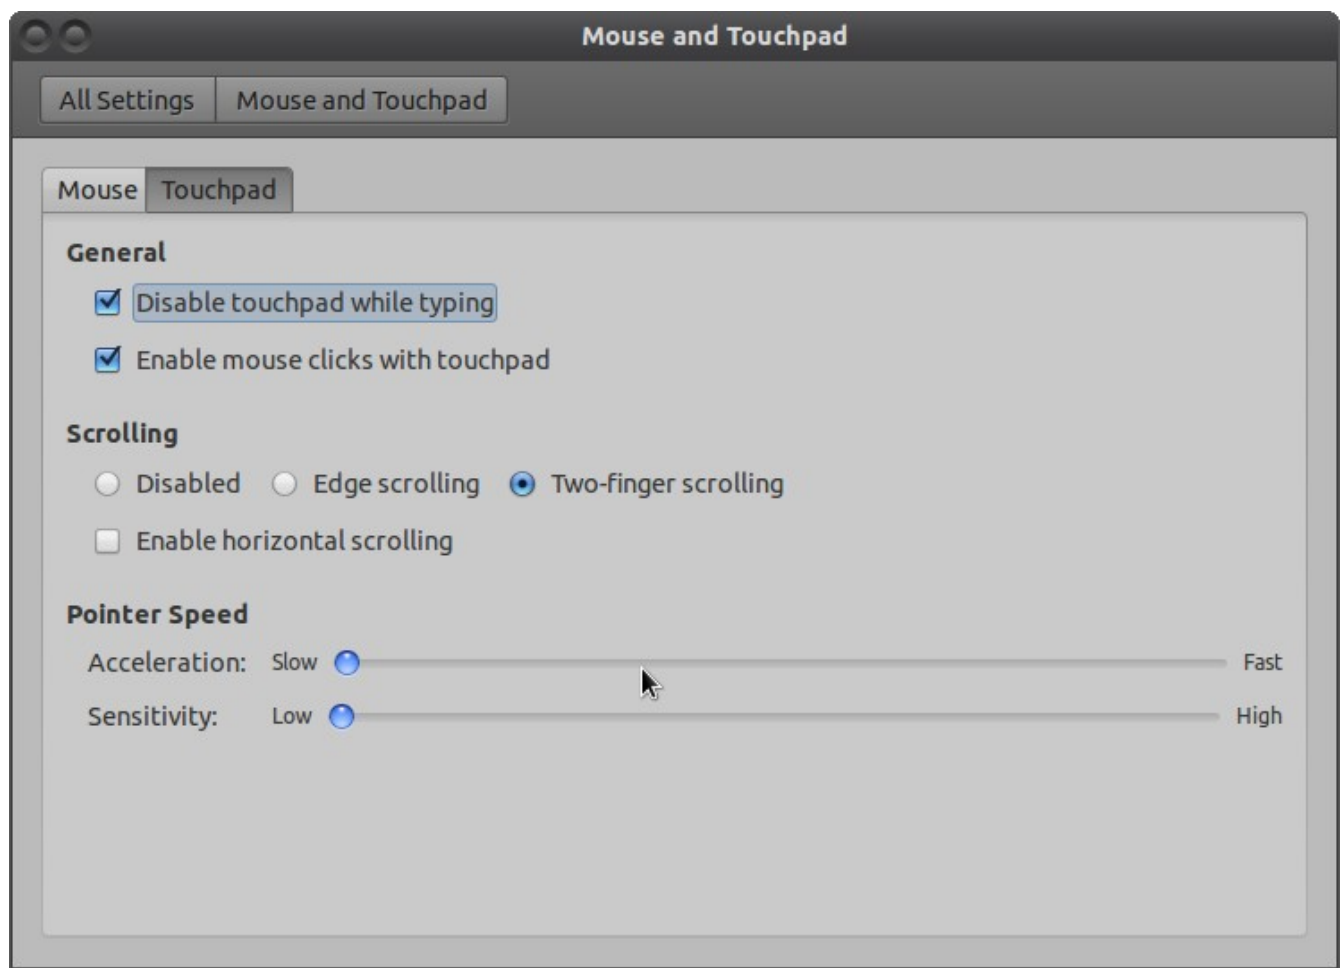 Mouse and Touchpad
All Settings Mouse and Touchpad
Mouse Touchpad
General
Disable touchpad while typing
Enable mouse clicks with touchpad
Scrolling
Disabled Edge scrolling Two-finger scrolling
Enable horizontal scrolling
Pointer Speed
Acceleration: Slow Fast
Sensitivity: Low High